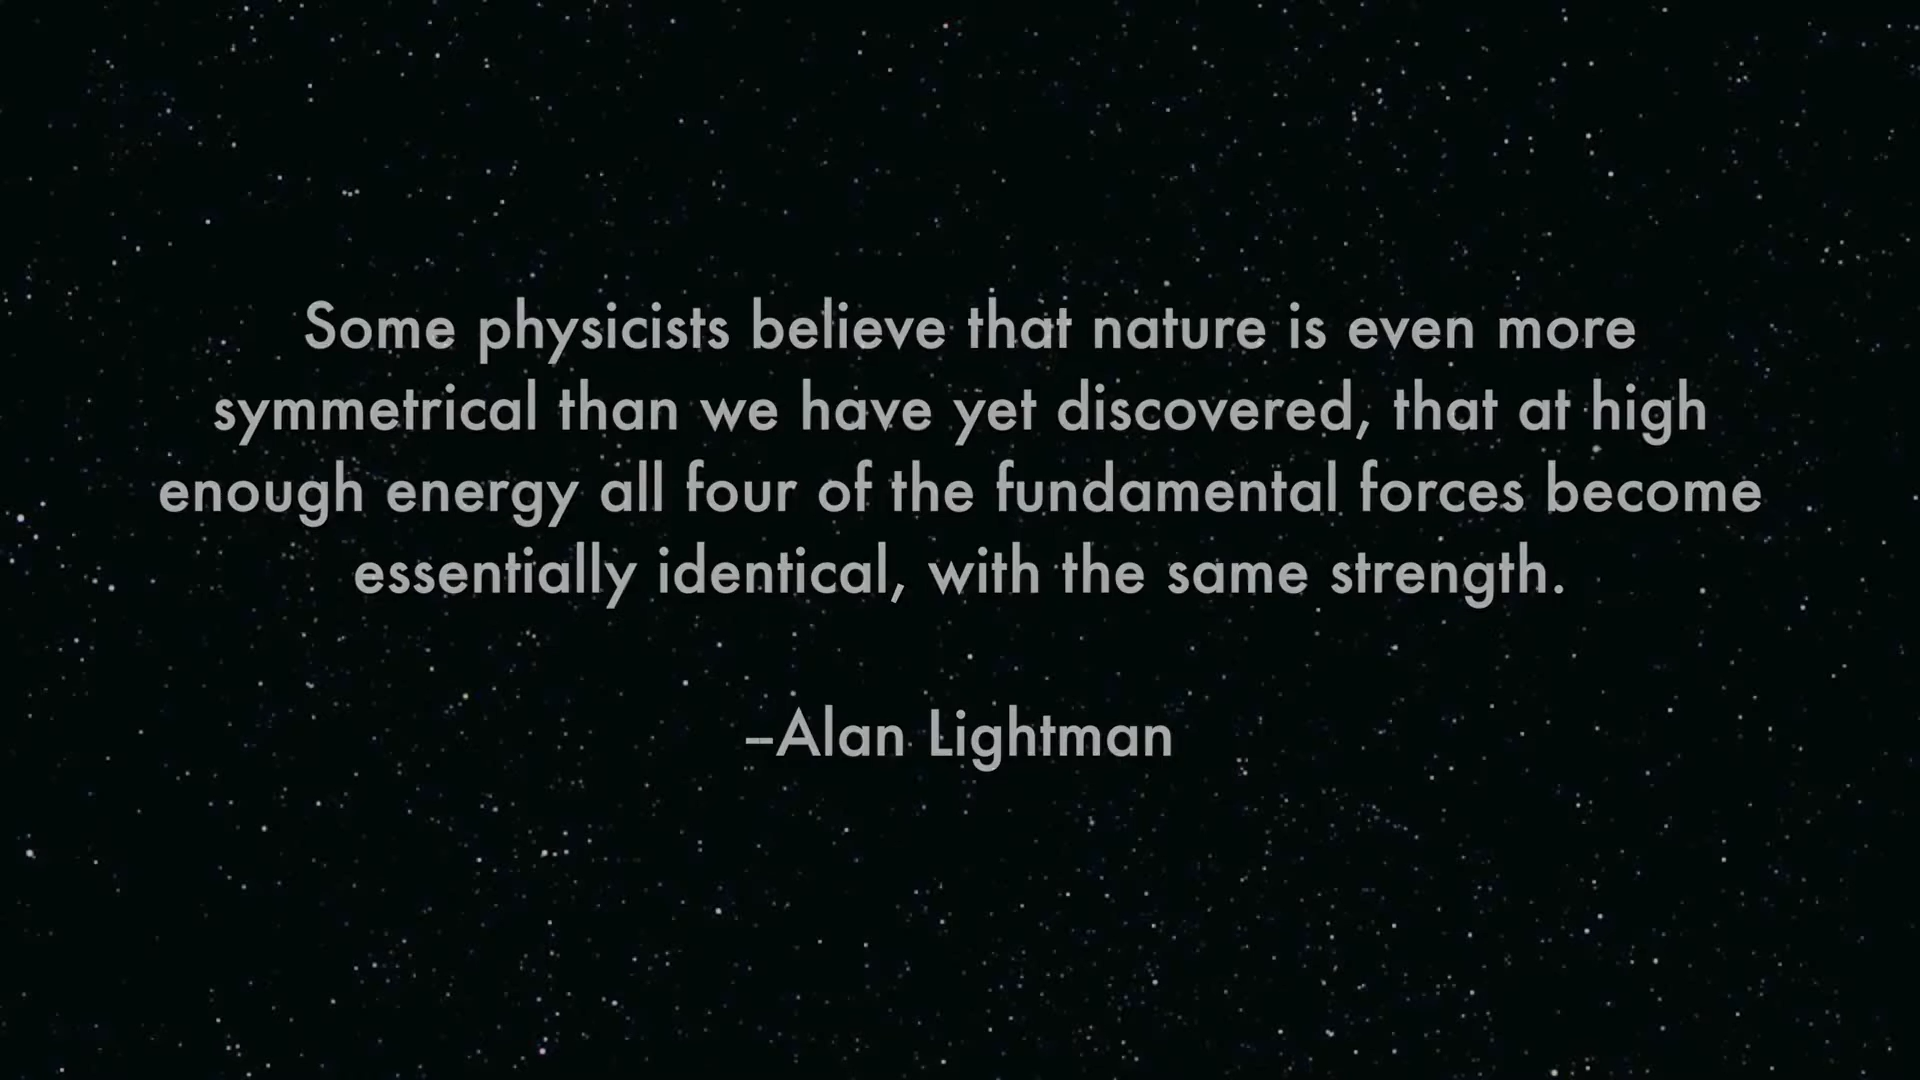 Some physicists believe that nature is even more
symmetrical than we have yet discovered, that at high
enough energy all four of the fundamental forces become
essentially identical, with the same strength.
–Alan Lightman